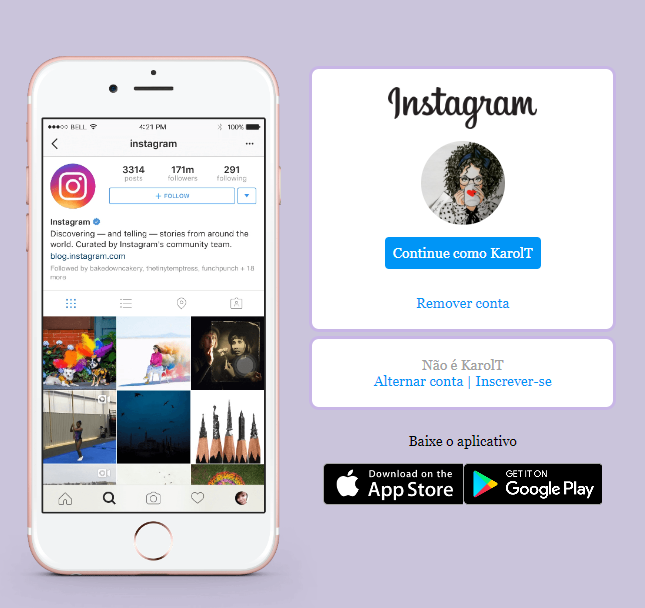 ●●●○○ BELL 4:21 PM 100%
instagram
3314 171m 291
posts followers following
+ FOLLOW
Instagram
Discovering — and telling — stories from around the
world. Curated by Instagram's community team.
blog.instagram.com
Followed by bakedowncakery, thetinytemptress, funchpunch + 18
more
Instagram
Continue como KarolT
Remover conta
Não é KarolT
Alternar conta | Inscrever-se
Baixe o aplicativo
Download on the
App Store
GET IT ON
Google Play